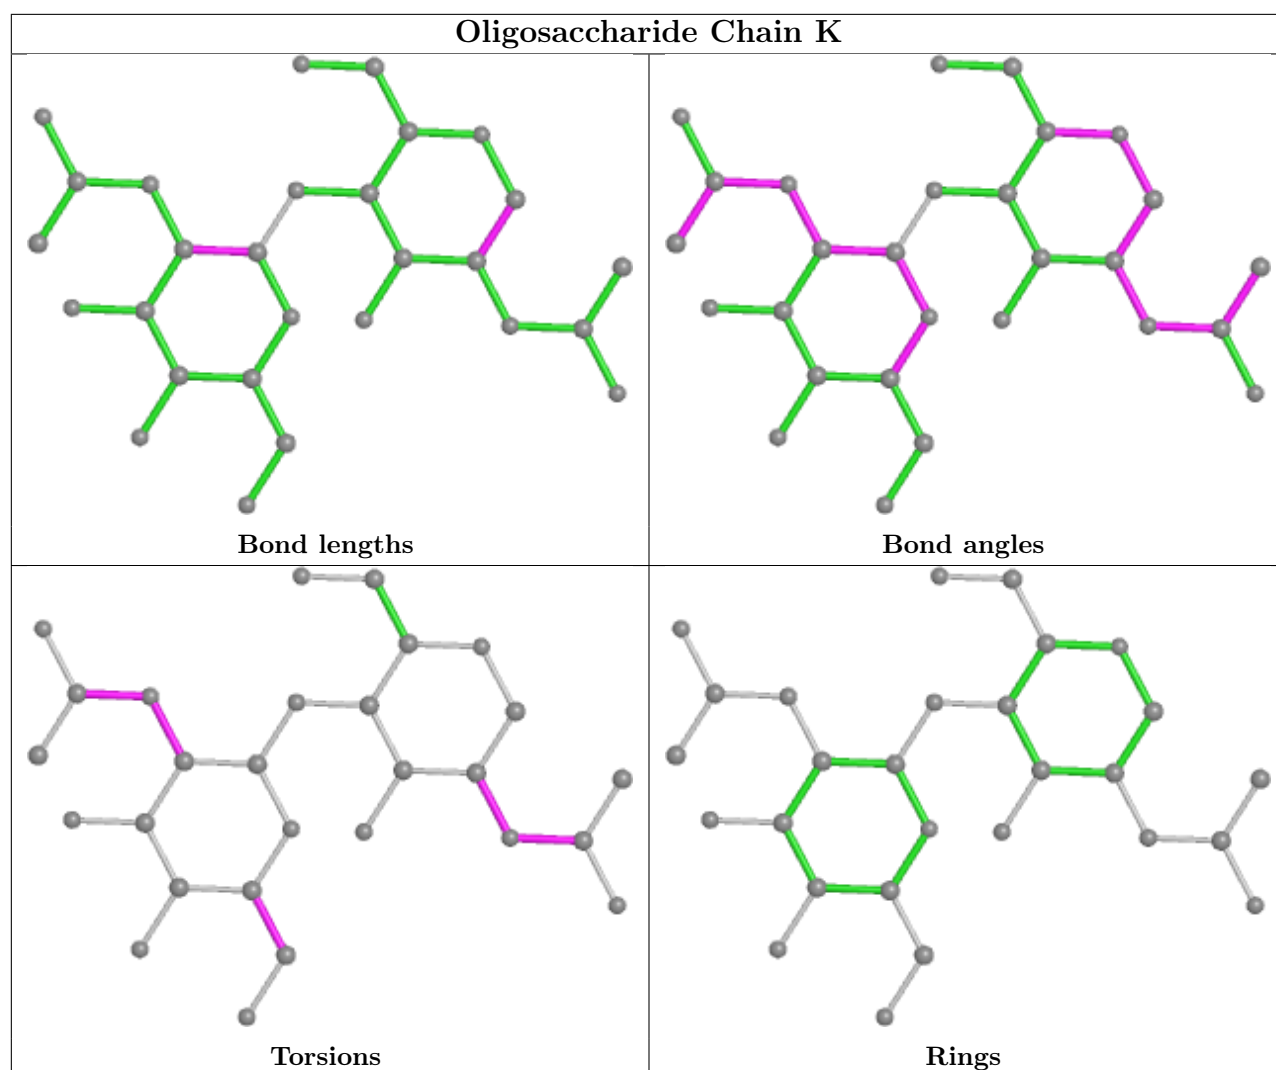 Oligosaccharide Chain K
Bond lengths
Bond angles
Torsions
Rings